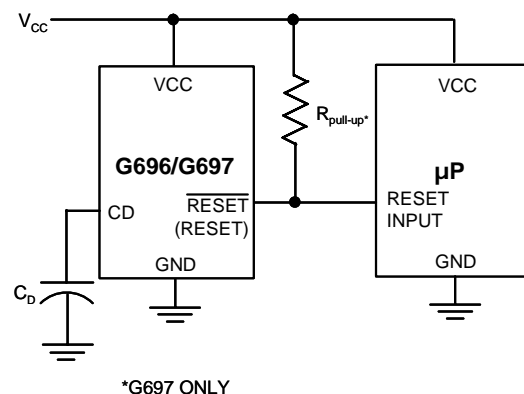 Vcc
VCC
G696/G697
CD
RESET
(RESET)
GND
CD
Rpull-up*
VCC
µP
RESET
INPUT
GND
*G697 ONLY